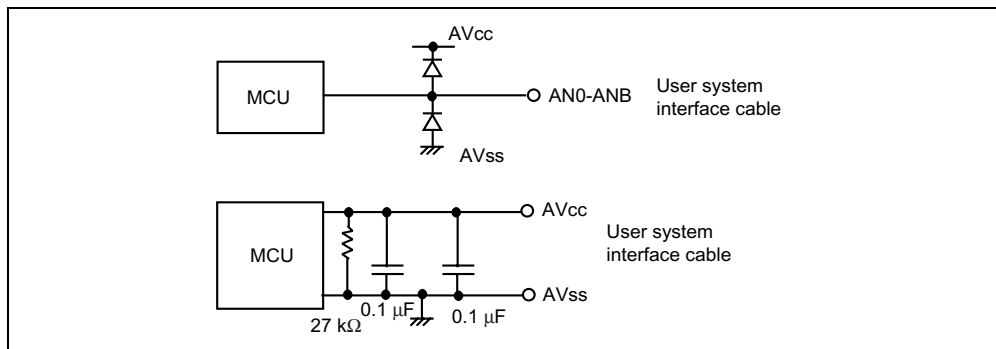 AVcc
MCU
AN0-ANB
User system
interface cable
AVss
AVcc
MCU
User system
interface cable
AVss
0.1 μF
0.1 μF
27 kΩ